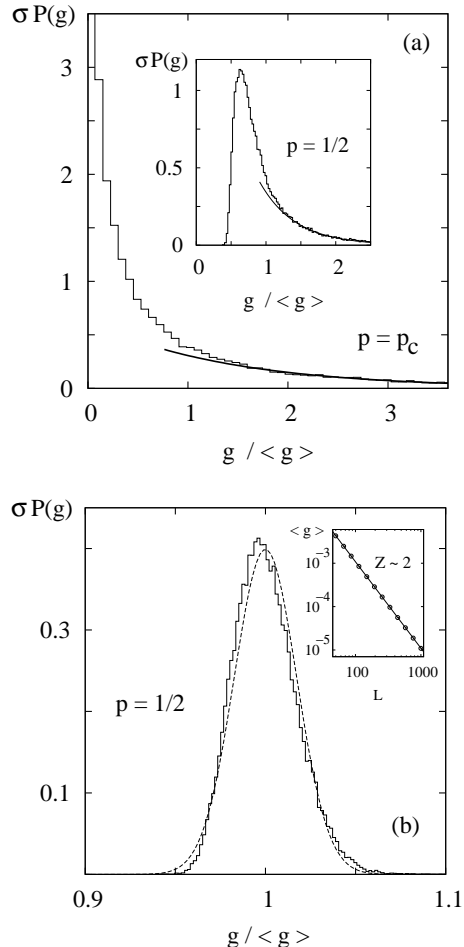 σ P(g)
(a)
3
2
1
0
σ P(g)
1
0.5
0
p = 1/2
0 1 2
g / < g >
p = p_c
0 1 2 3
g / < g >
σ P(g)
0.3
0.1
p = 1/2
< g >
10^-3
10^-4
10^-5
Z ~ 2
100 1000
L
(b)
0.9 1 1.1
g / < g >